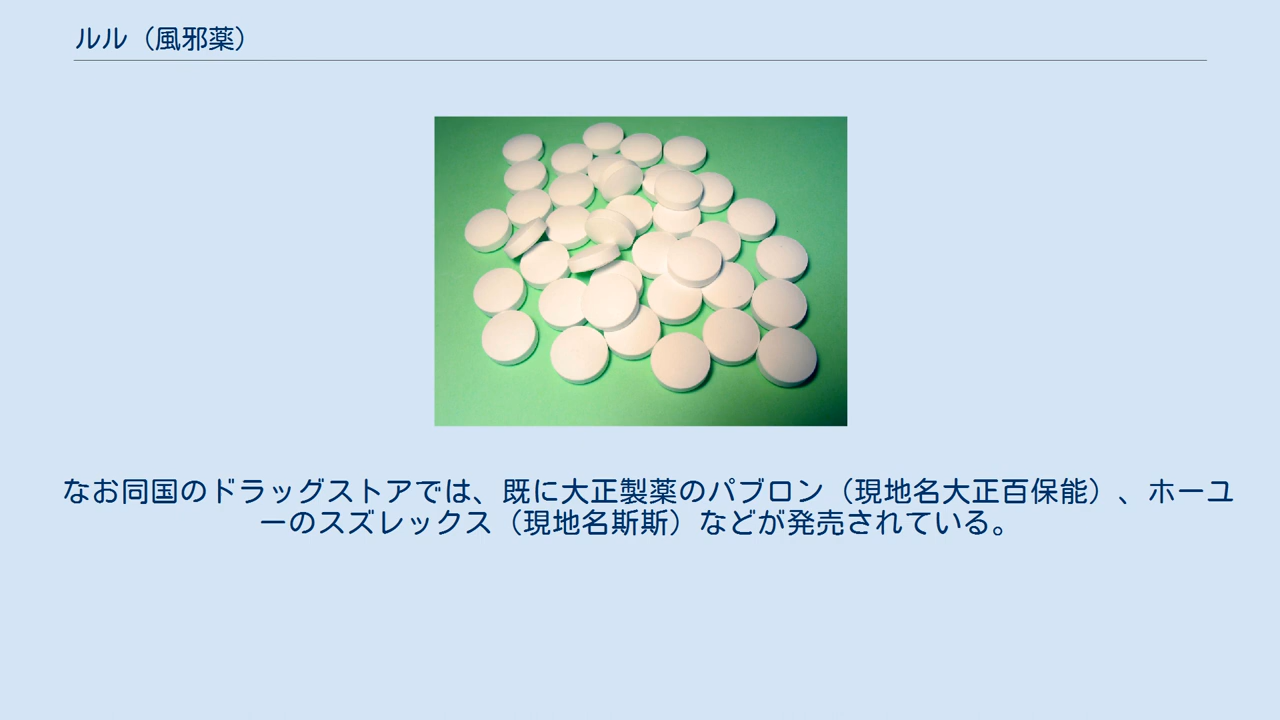 ルル（風邪薬）
なお同国のドラッグストアでは、既に大正製薬のパブロン（現地名大正百保能）、ホーユ
ーのスズレックス（現地名斯斯）などが発売されている。